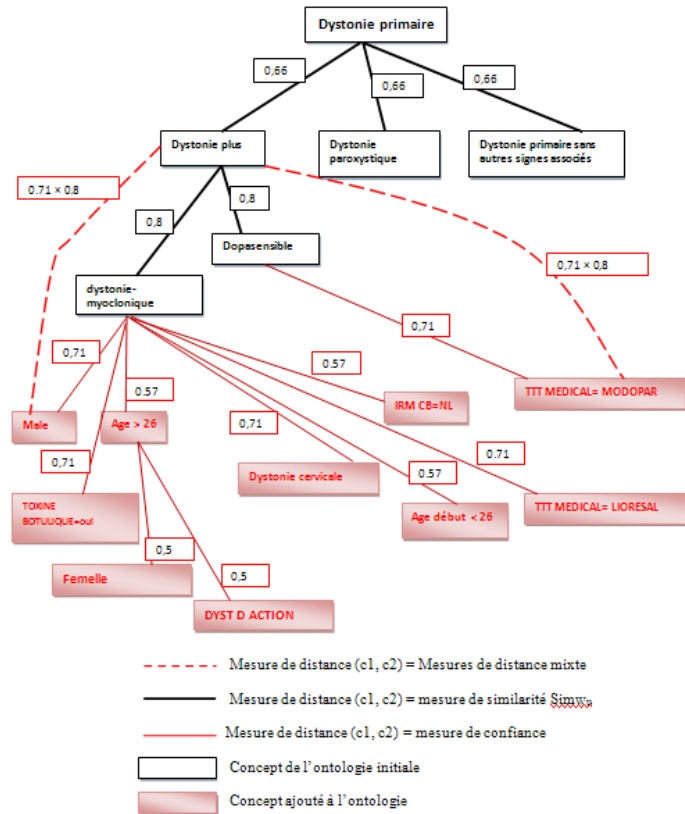 Dystonie primaire
0,66
0,66
0,66
Dystonie plus
Dystonie
paroxystique
Dystonie primaire sans
autres signes associés
0.71 × 0.8
0,8
0,8
Dopasensible
0,71 × 0,8
dystonie-
myoclonique
0,71
0,71
0.57
0.57
Male
Age > 26
IRM CB=NL
TTT MEDICAL= MODOPAR
0,71
0,71
0.71
0.57
Dystonie cervicale
TOXINE
BOTULIQUE=oui
Age début < 26
TTT MEDICAL= LIORESAL
0,5
0,5
Femelle
DYST D ACTION
Mesure de distance (c1, c2) = Mesures de distance mixte
Mesure de distance (c1, c2) = mesure de similarité Simwp
Mesure de distance (c1, c2) = mesure de confiance
Concept de l'ontologie initiale
Concept ajouté à l'ontologie